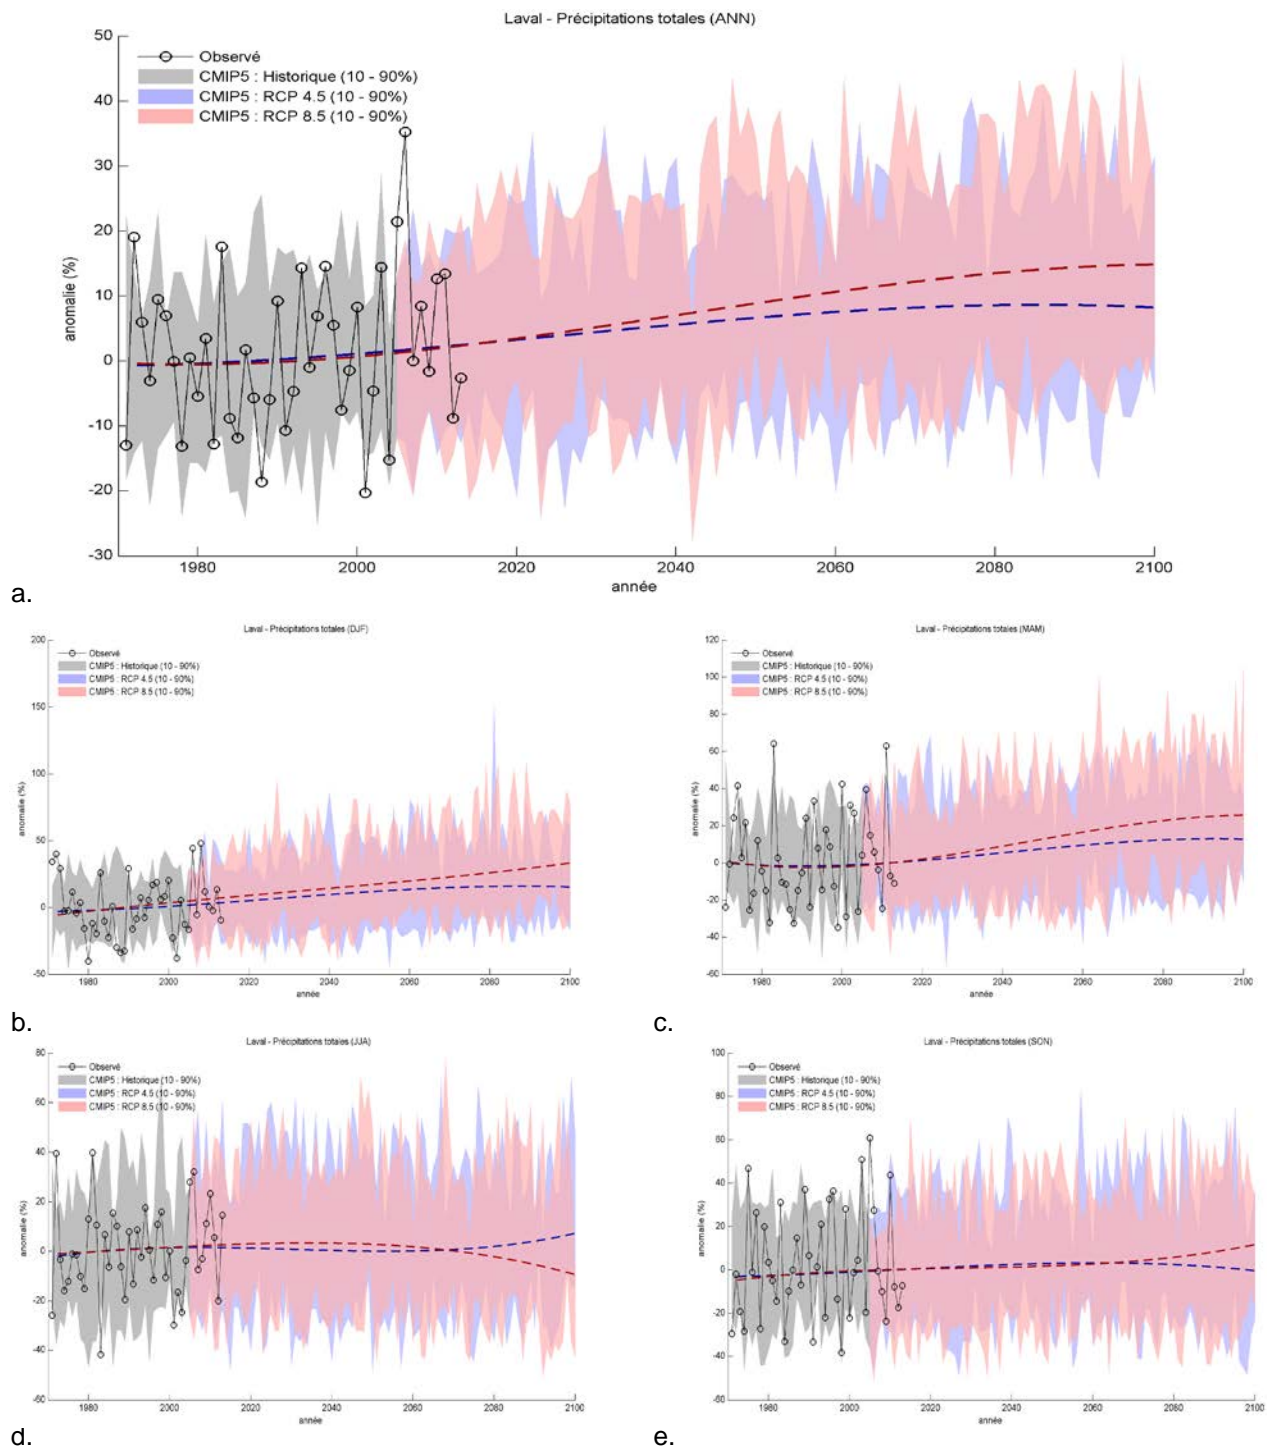 Laval - Précipitations totales (ANN)
50
40
30
20
10
0
-10
-20
-30
anomalie (%)
Observé
CMIP5 : Historique (10 - 90%)
CMIP5 : RCP 4.5 (10 - 90%)
CMIP5 : RCP 8.5 (10 - 90%)
1980 2000 2020 2040 2060 2080 2100
année
a.
Laval - Précipitations totales (DJF)
200
150
100
50
0
-50
anomalie (%)
Observé
CMIP5 : Historique (10 - 90%)
CMIP5 : RCP 4.5 (10 - 90%)
CMIP5 : RCP 8.5 (10 - 90%)
1980 2000 2020 2040 2060 2080 2100
année
b.
Laval - Précipitations totales (MAM)
120
100
80
60
40
20
0
-20
-40
-60
anomalie (%)
Observé
CMIP5 : Historique (10 - 90%)
CMIP5 : RCP 4.5 (10 - 90%)
CMIP5 : RCP 8.5 (10 - 90%)
1980 2000 2020 2040 2060 2080 2100
année
c.
Laval - Précipitations totales (JJA)
80
60
40
20
0
-20
-40
-60
anomalie (%)
Observé
CMIP5 : Historique (10 - 90%)
CMIP5 : RCP 4.5 (10 - 90%)
CMIP5 : RCP 8.5 (10 - 90%)
1980 2000 2020 2040 2060 2080 2100
année
d.
Laval - Précipitations totales (SON)
100
80
60
40
20
0
-20
-40
-60
anomalie (%)
Observé
CMIP5 : Historique (10 - 90%)
CMIP5 : RCP 4.5 (10 - 90%)
CMIP5 : RCP 8.5 (10 - 90%)
1980 2000 2020 2040 2060 2080 2100
année
e.